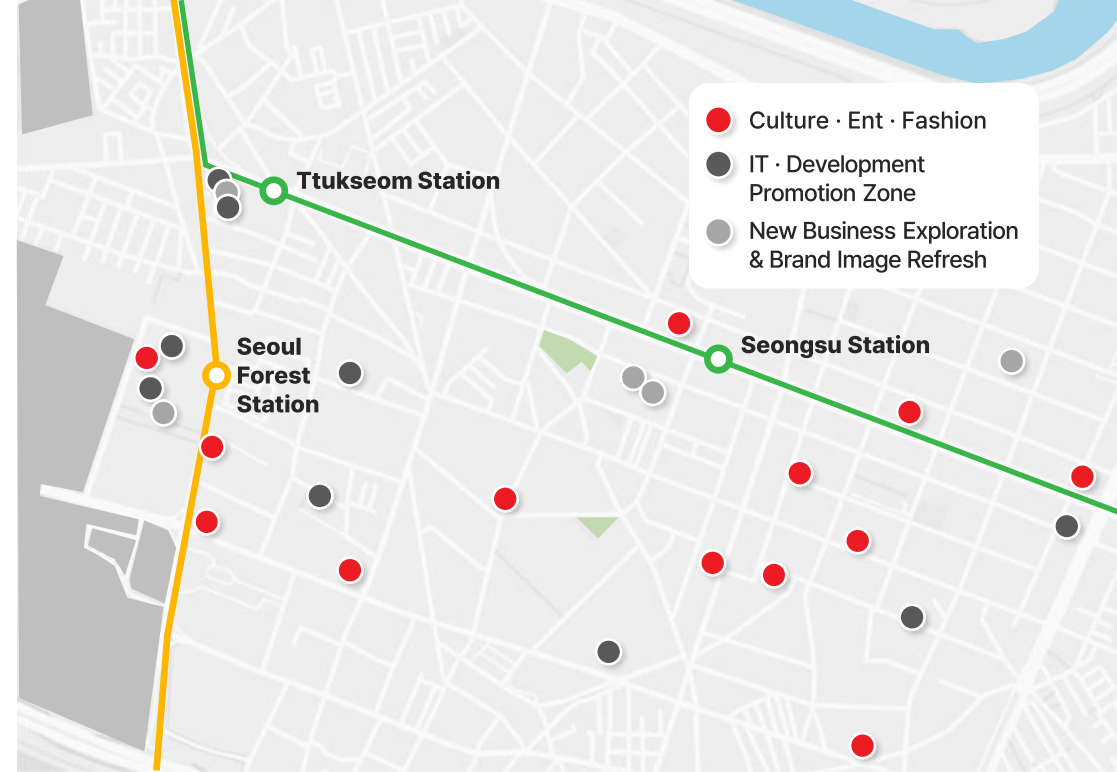 Culture · Ent · Fashion
IT · Development
Promotion Zone
New Business Exploration
& Brand Image Refresh
Ttukseom Station
Seongsu Station
Seoul
Forest
Station